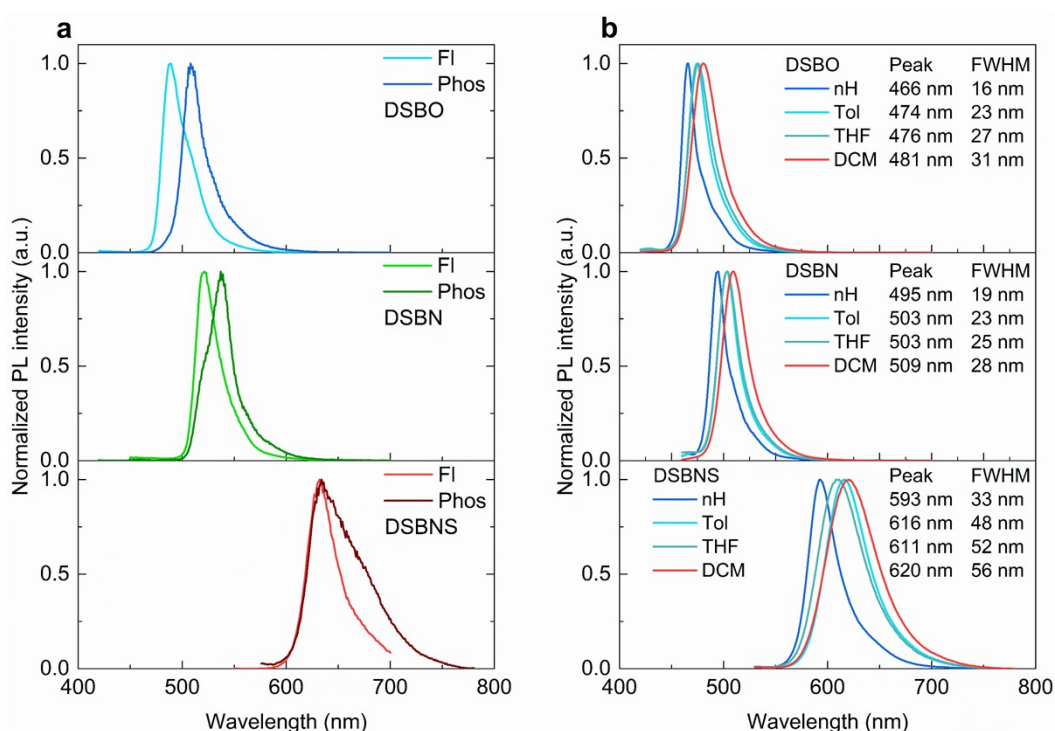 a
Normalized PL intensity (a.u.)
1.0
0.5
0.0
Fl
Phos
DSBO
1.0
0.5
0.0
Fl
Phos
DSBN
1.0
0.5
0.0
Fl
Phos
DSBNS
400 500 600 700 800
Wavelength (nm)
b
Normalized PL intensity (a.u.)
1.0
0.5
0.0
DSBO Peak FWHM
nH 466 nm 16 nm
Tol 474 nm 23 nm
THF 476 nm 27 nm
DCM 481 nm 31 nm
1.0
0.5
0.0
DSBN Peak FWHM
nH 495 nm 19 nm
Tol 503 nm 23 nm
THF 503 nm 25 nm
DCM 509 nm 28 nm
1.0
0.5
0.0
DSBNS Peak FWHM
nH 593 nm 33 nm
Tol 616 nm 48 nm
THF 611 nm 52 nm
DCM 620 nm 56 nm
400 500 600 700 800
Wavelength (nm)